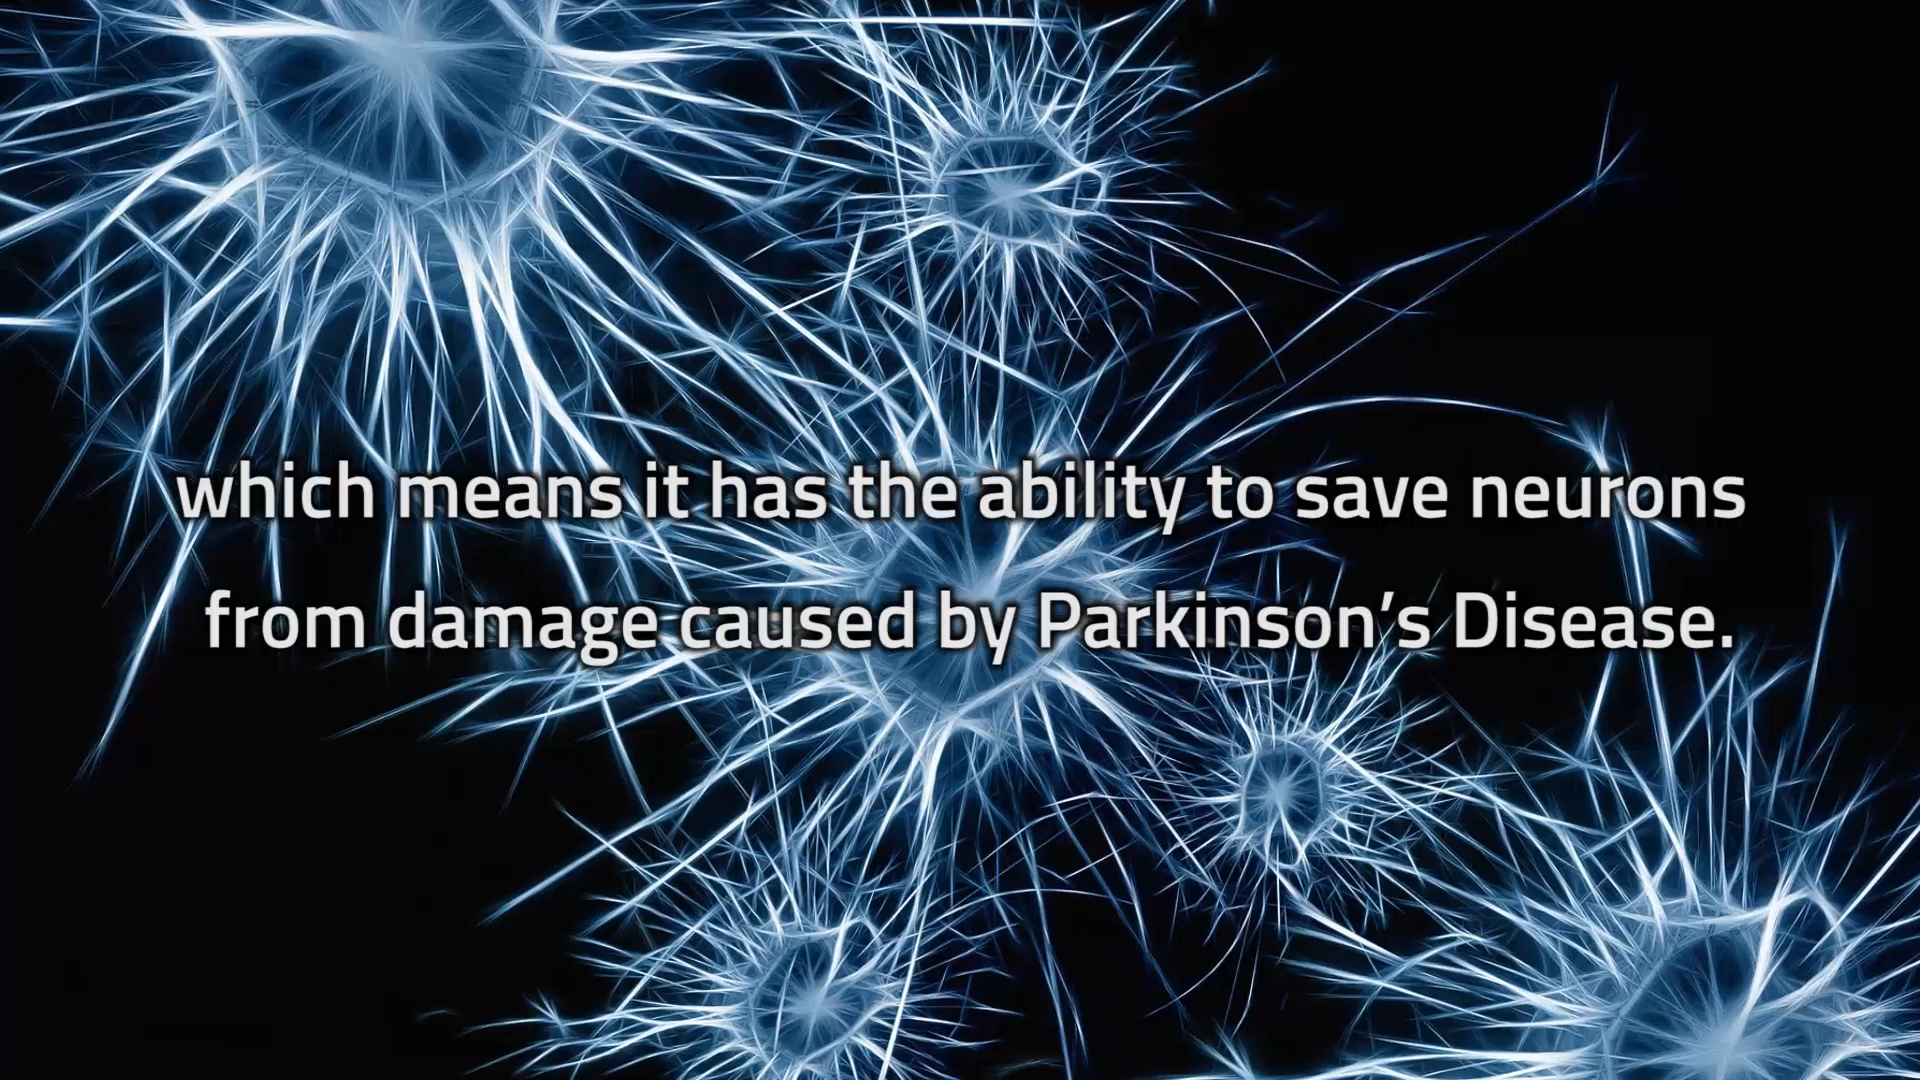 which means it has the ability to save neurons
from damage caused by Parkinson’s Disease.